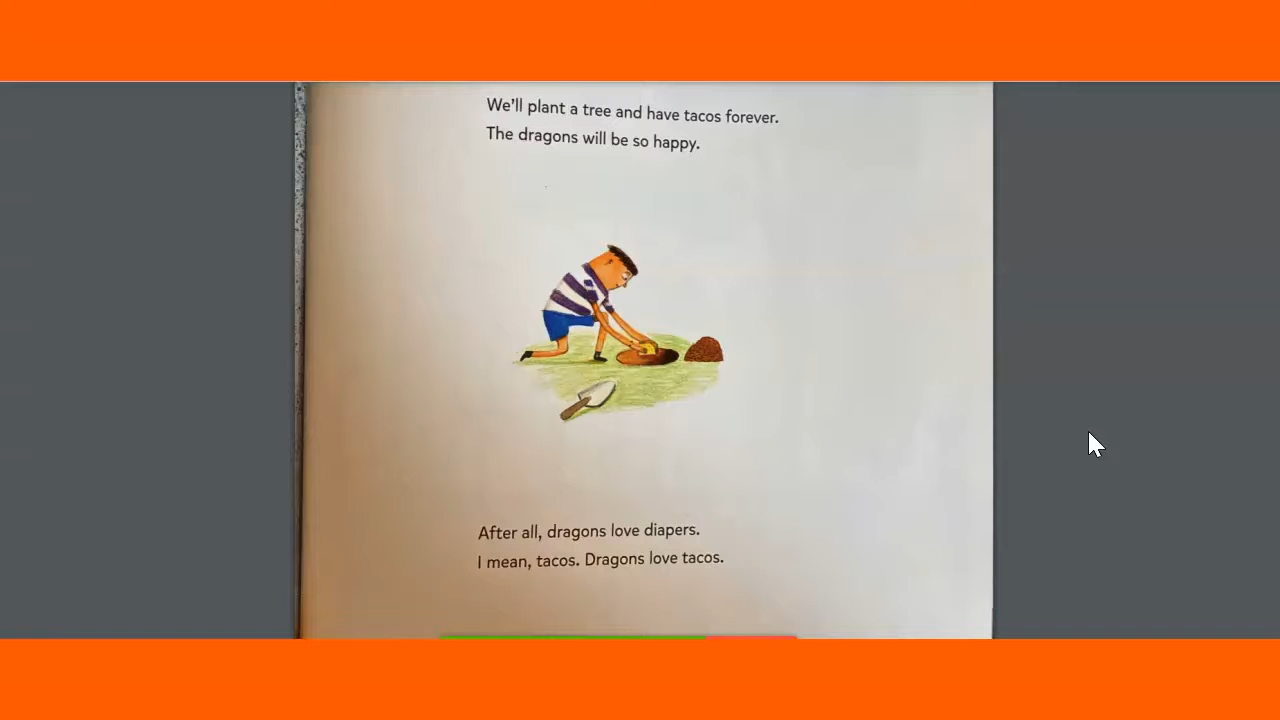 We'll plant a tree and have tacos forever.
The dragons will be so happy.
After all, dragons love diapers.
I mean, tacos. Dragons love tacos.